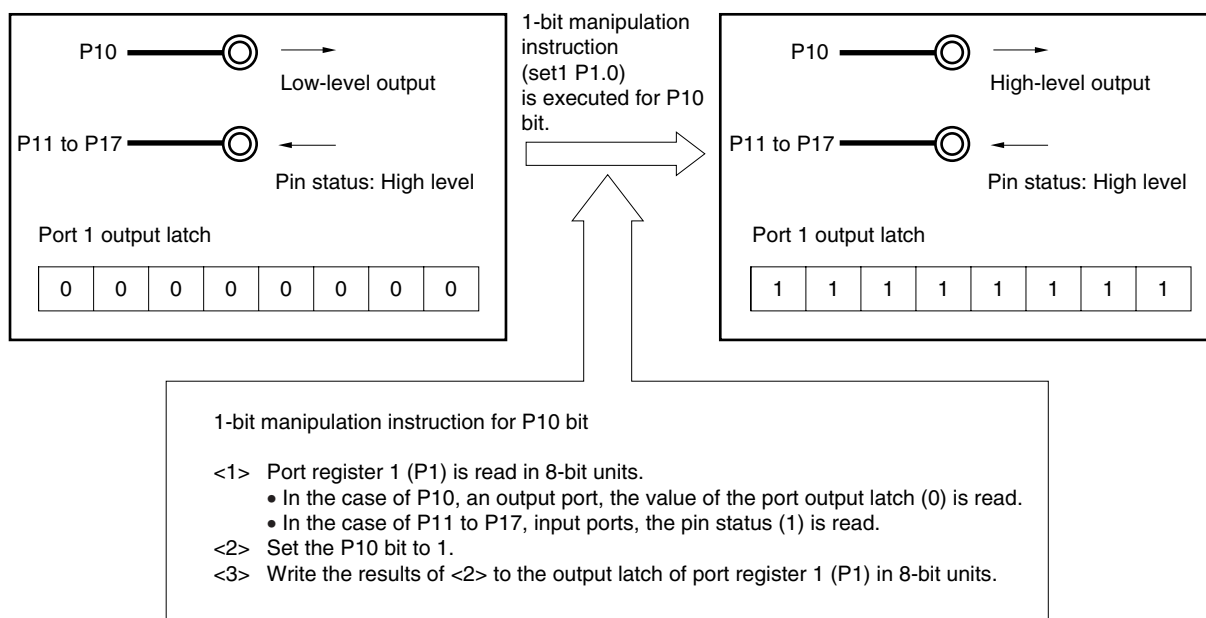 P10
Low-level output
P11 to P17
Pin status: High level
Port 1 output latch
0 0 0 0 0 0 0 0
1-bit manipulation
instruction
(set1 P1.0)
is executed for P10
bit.
P10
High-level output
P11 to P17
Pin status: High level
Port 1 output latch
1 1 1 1 1 1 1 1
1-bit manipulation instruction for P10 bit
<1> Port register 1 (P1) is read in 8-bit units.
• In the case of P10, an output port, the value of the port output latch (0) is read.
• In the case of P11 to P17, input ports, the pin status (1) is read.
<2> Set the P10 bit to 1.
<3> Write the results of <2> to the output latch of port register 1 (P1) in 8-bit units.